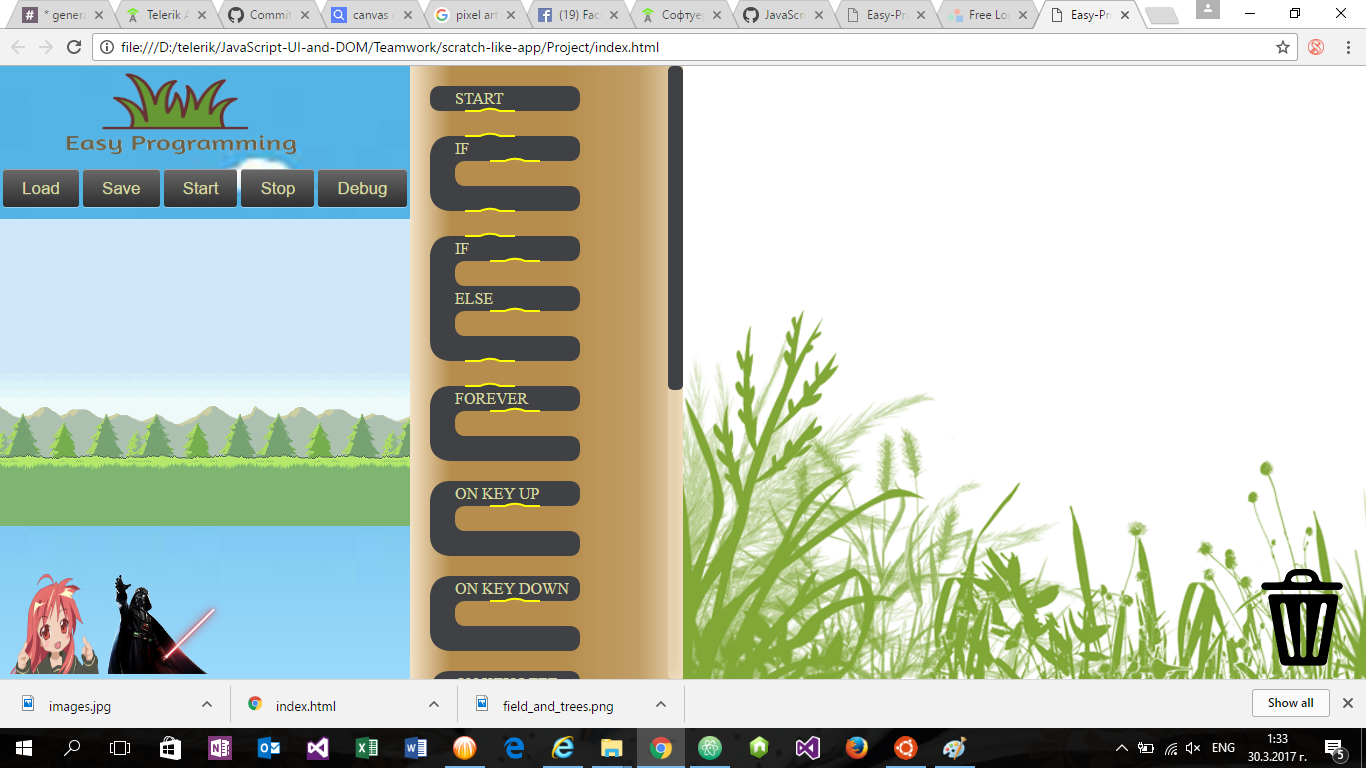 * genera
Telerik A
Commit
canvas
pixel art
(19) Fac
Софтуе
JavaScri
Easy-Pr
Free Lo
Easy-Pr
file:///D:/telerik/JavaScript-UI-and-DOM/Teamwork/scratch-like-app/Project/index.html
Easy Programming
Load Save Start Stop Debug
START
IF
IF
ELSE
FOREVER
ON KEY UP
ON KEY DOWN
images.jpg
index.html
field_and_trees.png
Show all
ENG
1:33
30.3.2017 г.
5